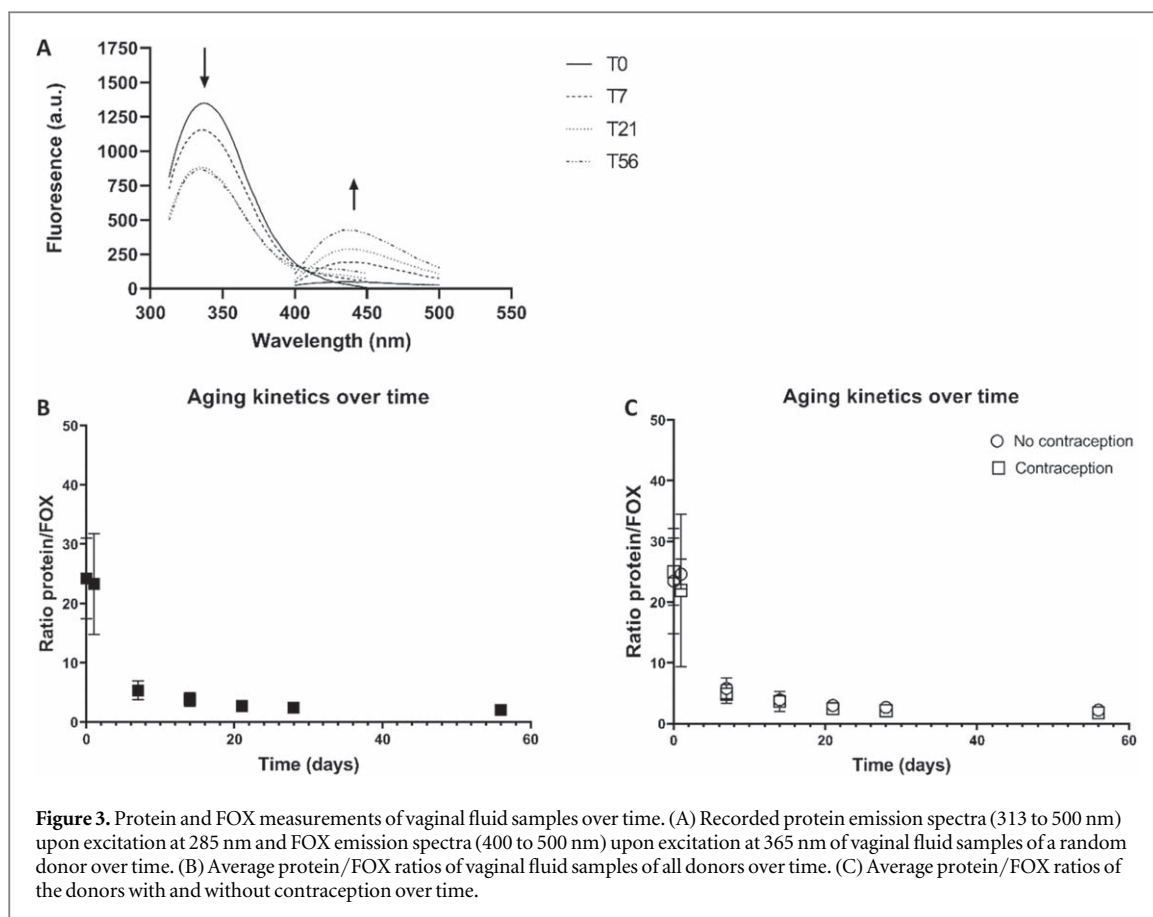 A
1750
1500
1250
1000
750
500
250
0
Fluoresence (a.u.)
300 350 400 450 500 550
Wavelength (nm)
T0
T7
T21
T56
B
Aging kinetics over time
50
40
30
20
10
0
Ratio protein/FOX
0 20 40 60
Time (days)
C
Aging kinetics over time
50
40
30
20
10
0
Ratio protein/FOX
0 20 40 60
Time (days)
No contraception
Contraception
Figure 3. Protein and FOX measurements of vaginal fluid samples over time. (A) Recorded protein emission spectra (313 to 500 nm)
upon excitation at 285 nm and FOX emission spectra (400 to 500 nm) upon excitation at 365 nm of vaginal fluid samples of a random
donor over time. (B) Average protein/FOX ratios of vaginal fluid samples of all donors over time. (C) Average protein/FOX ratios of
the donors with and without contraception over time.